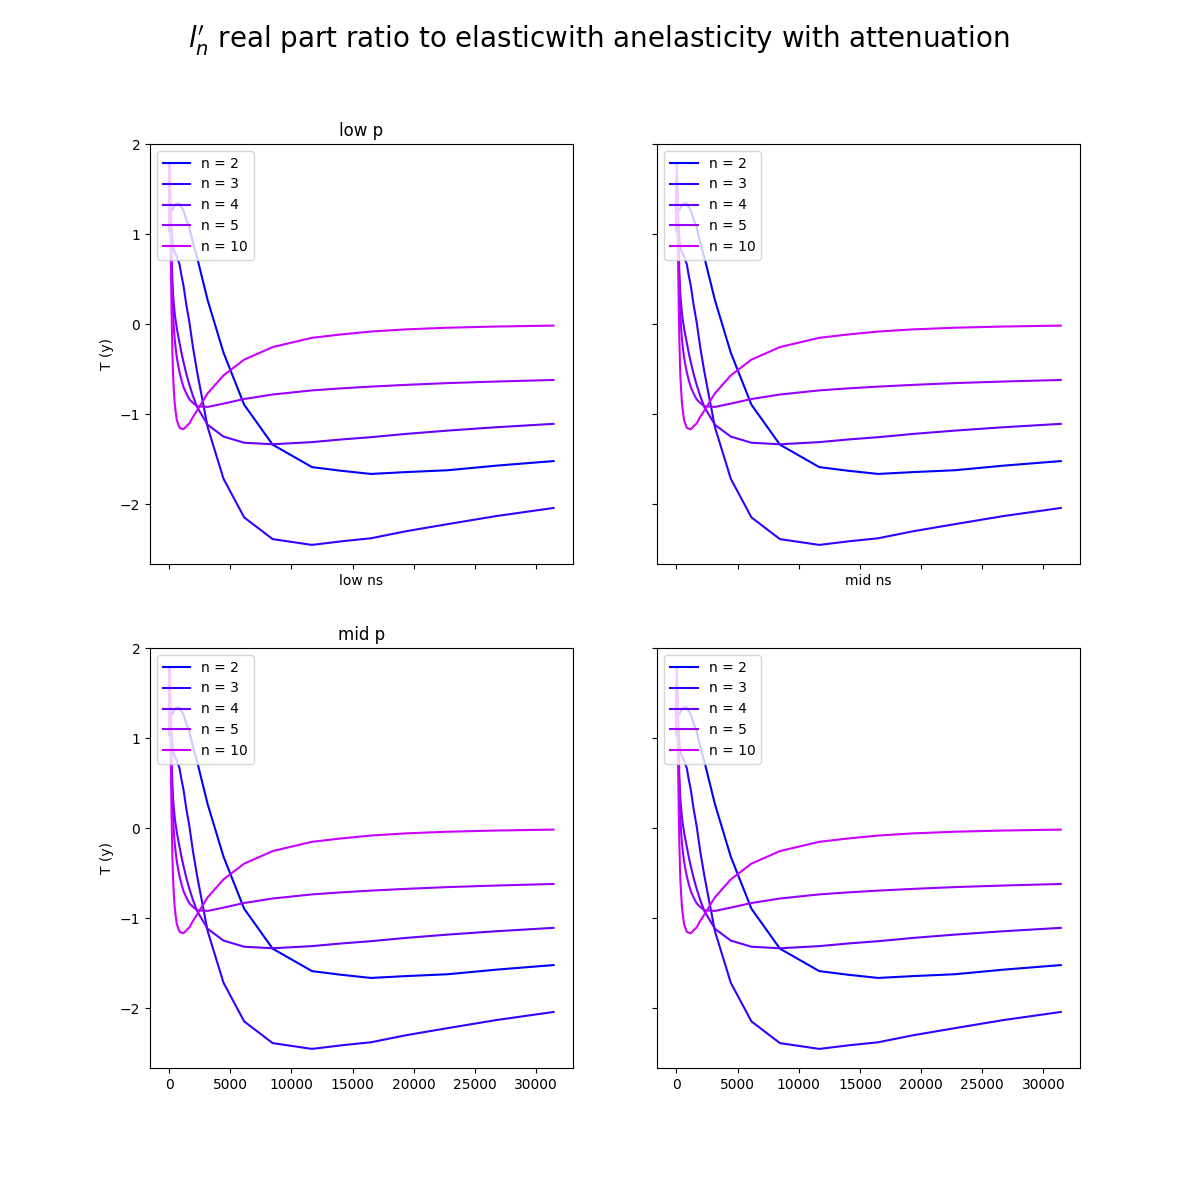 l′n real part ratio to elasticwith anelasticity with attenuation
low p
n = 2
n = 3
n = 4
n = 5
n = 10
2
1
0
−1
−2
T (y)
low ns
n = 2
n = 3
n = 4
n = 5
n = 10
mid ns
mid p
n = 2
n = 3
n = 4
n = 5
n = 10
2
1
0
−1
−2
T (y)
0 5000 10000 15000 20000 25000 30000
n = 2
n = 3
n = 4
n = 5
n = 10
0 5000 10000 15000 20000 25000 30000